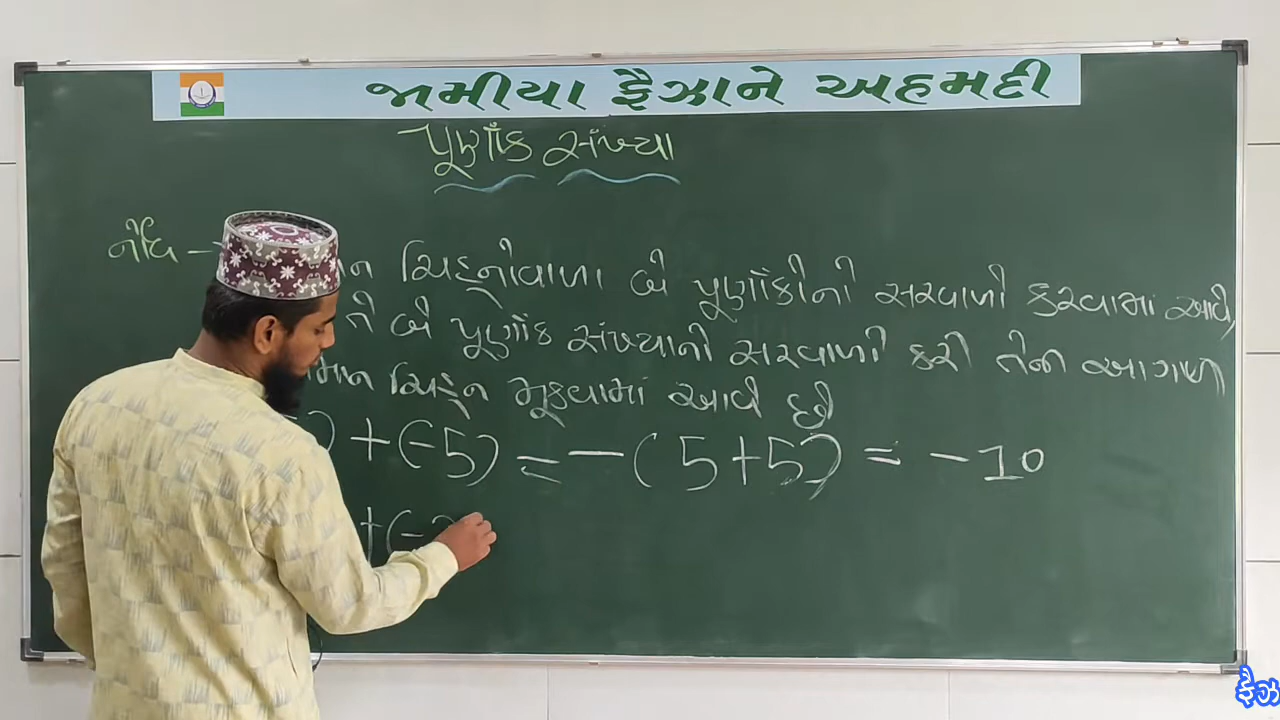 જામીયા ફૈઝાને અહમદી
પૂર્ણાંક સંખ્યા
નોંધ - ન ચિહ્નોવાળા બે પૂર્ણાંકોનો સરવાળો કરવામાં આવે,
તે બે પૂર્ણાંક સંખ્યાનો સરવાળો કરી તેની આગળ
માન ચિહ્ન મૂકવામાં આવે છે
) + (-5) = -( 5+5) = -10
+(-
ફૈઝ